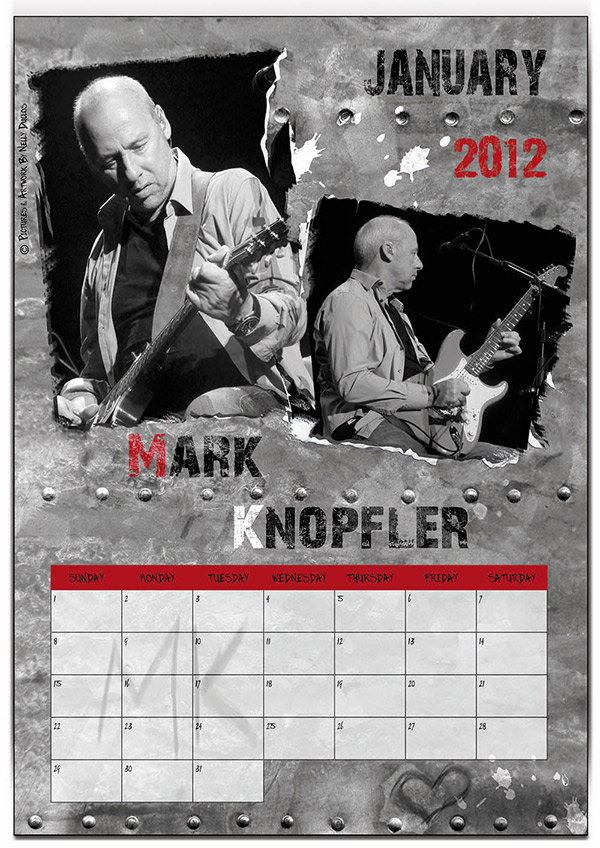 JANUARY
2012
© PICTURES & ARTWORK BY NELLY DUCLOS
MARK
KNOPFLER
SUNDAY MONDAY TUESDAY WEDNESDAY THURSDAY FRIDAY SATURDAY
1 2 3 4 5 6 7
8 9 10 11 12 13 14
15 16 17 18 19 20 21
22 23 24 25 26 27 28
29 30 31
MK